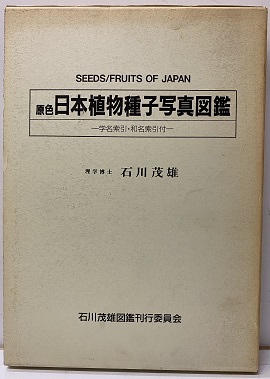 SEEDS/FRUITS OF JAPAN
原色日本植物種子写真図鑑
—学名索引・和名索引付—
理学博士 石川茂雄
石川茂雄図鑑刊行委員会